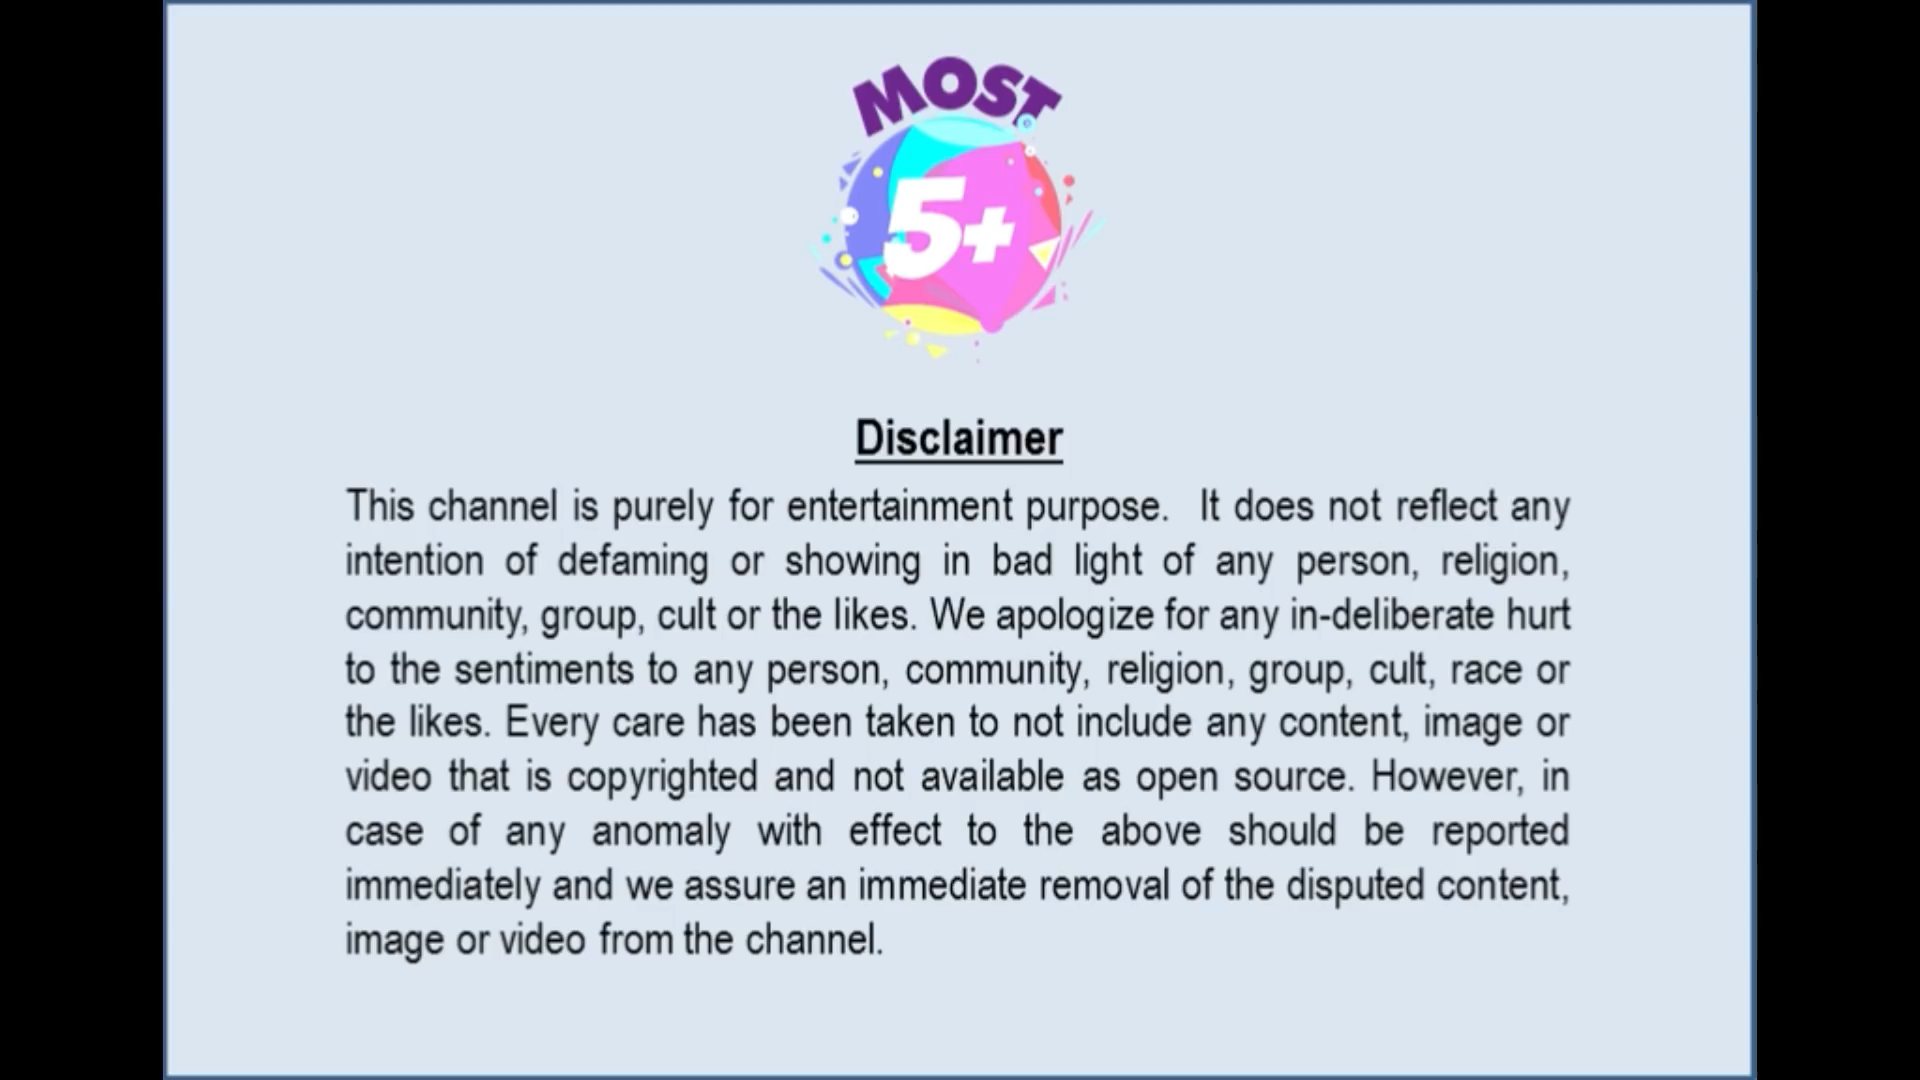 MOST
5+
Disclaimer
This channel is purely for entertainment purpose. It does not reflect any
intention of defaming or showing in bad light of any person, religion,
community, group, cult or the likes. We apologize for any in-deliberate hurt
to the sentiments to any person, community, religion, group, cult, race or
the likes. Every care has been taken to not include any content, image or
video that is copyrighted and not available as open source. However, in
case of any anomaly with effect to the above should be reported
immediately and we assure an immediate removal of the disputed content,
image or video from the channel.